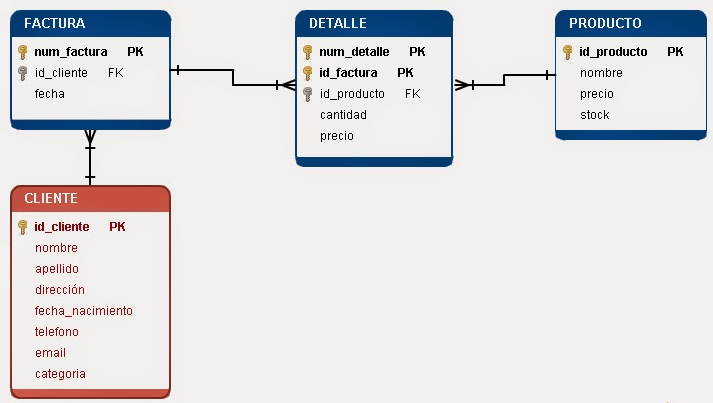 FACTURA
num_factura PK
id_cliente FK
fecha
DETALLE
num_detalle PK
id_factura PK
id_producto FK
cantidad
precio
PRODUCTO
id_producto PK
nombre
precio
stock
CLIENTE
id_cliente PK
nombre
apellido
dirección
fecha_nacimiento
telefono
email
categoria